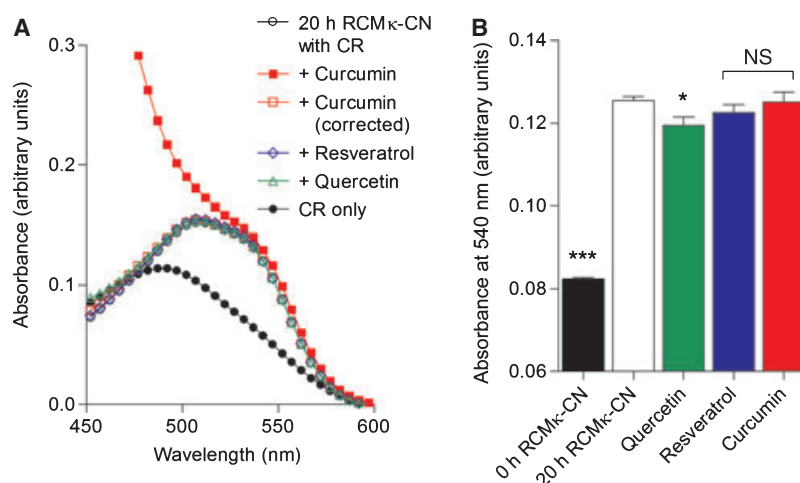 A
0.3
0.2
0.1
0.0
450
500
550
600
Wavelength (nm)
Absorbance (arbitrary units)
20 h RCMκ-CN
with CR
+ Curcumin
+ Curcumin
(corrected)
+ Resveratrol
+ Quercetin
CR only
B
0.14
0.12
0.10
0.08
0.06
Absorbance at 540 nm (arbitrary units)
***
*
NS
0 h RCMκ-CN
20 h RCMκ-CN
Quercetin
Resveratrol
Curcumin